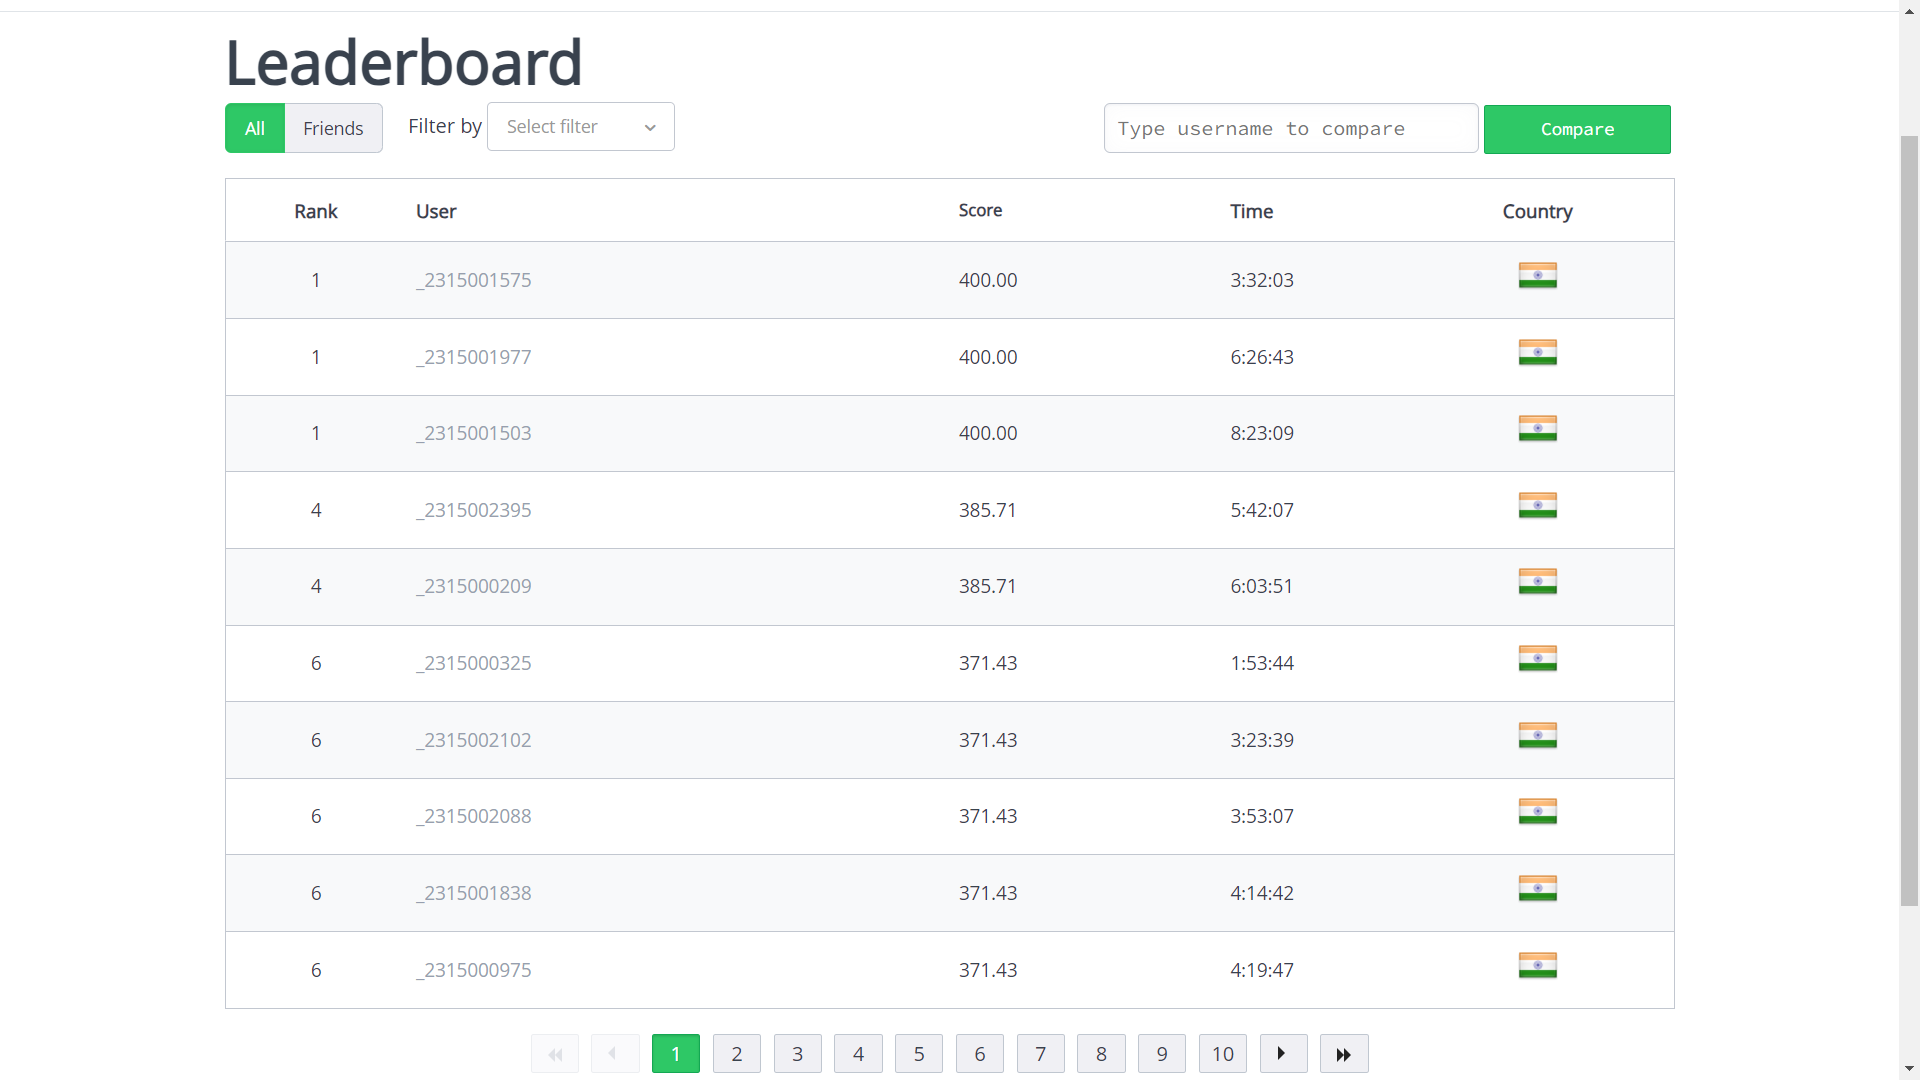 Leaderboard
All Friends Filter by Select filter Type username to compare Compare
Rank User Score Time Country
1 _2315001575 400.00 3:32:03
1 _2315001977 400.00 6:26:43
1 _2315001503 400.00 8:23:09
4 _2315002395 385.71 5:42:07
4 _2315000209 385.71 6:03:51
6 _2315000325 371.43 1:53:44
6 _2315002102 371.43 3:23:39
6 _2315002088 371.43 3:53:07
6 _2315001838 371.43 4:14:42
6 _2315000975 371.43 4:19:47
1 2 3 4 5 6 7 8 9 10